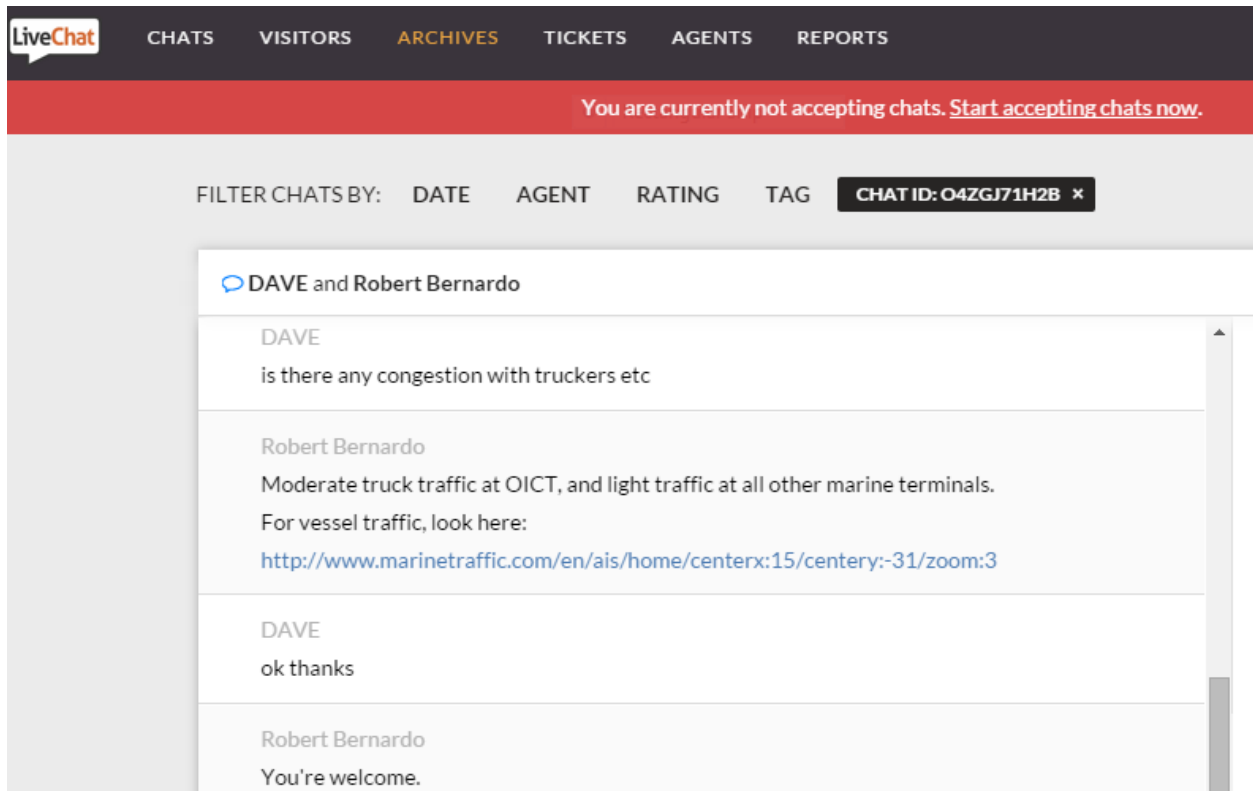 LiveChat CHATS VISITORS ARCHIVES TICKETS AGENTS REPORTS
You are currently not accepting chats. Start accepting chats now.
FILTER CHATS BY: DATE AGENT RATING TAG CHAT ID: O4ZGJ71H2B ×
DAVE and Robert Bernardo
DAVE
is there any congestion with truckers etc
Robert Bernardo
Moderate truck traffic at OICT, and light traffic at all other marine terminals.
For vessel traffic, look here:
http://www.marinetraffic.com/en/ais/home/centerx:15/centery:-31/zoom:3
DAVE
ok thanks
Robert Bernardo
You're welcome.